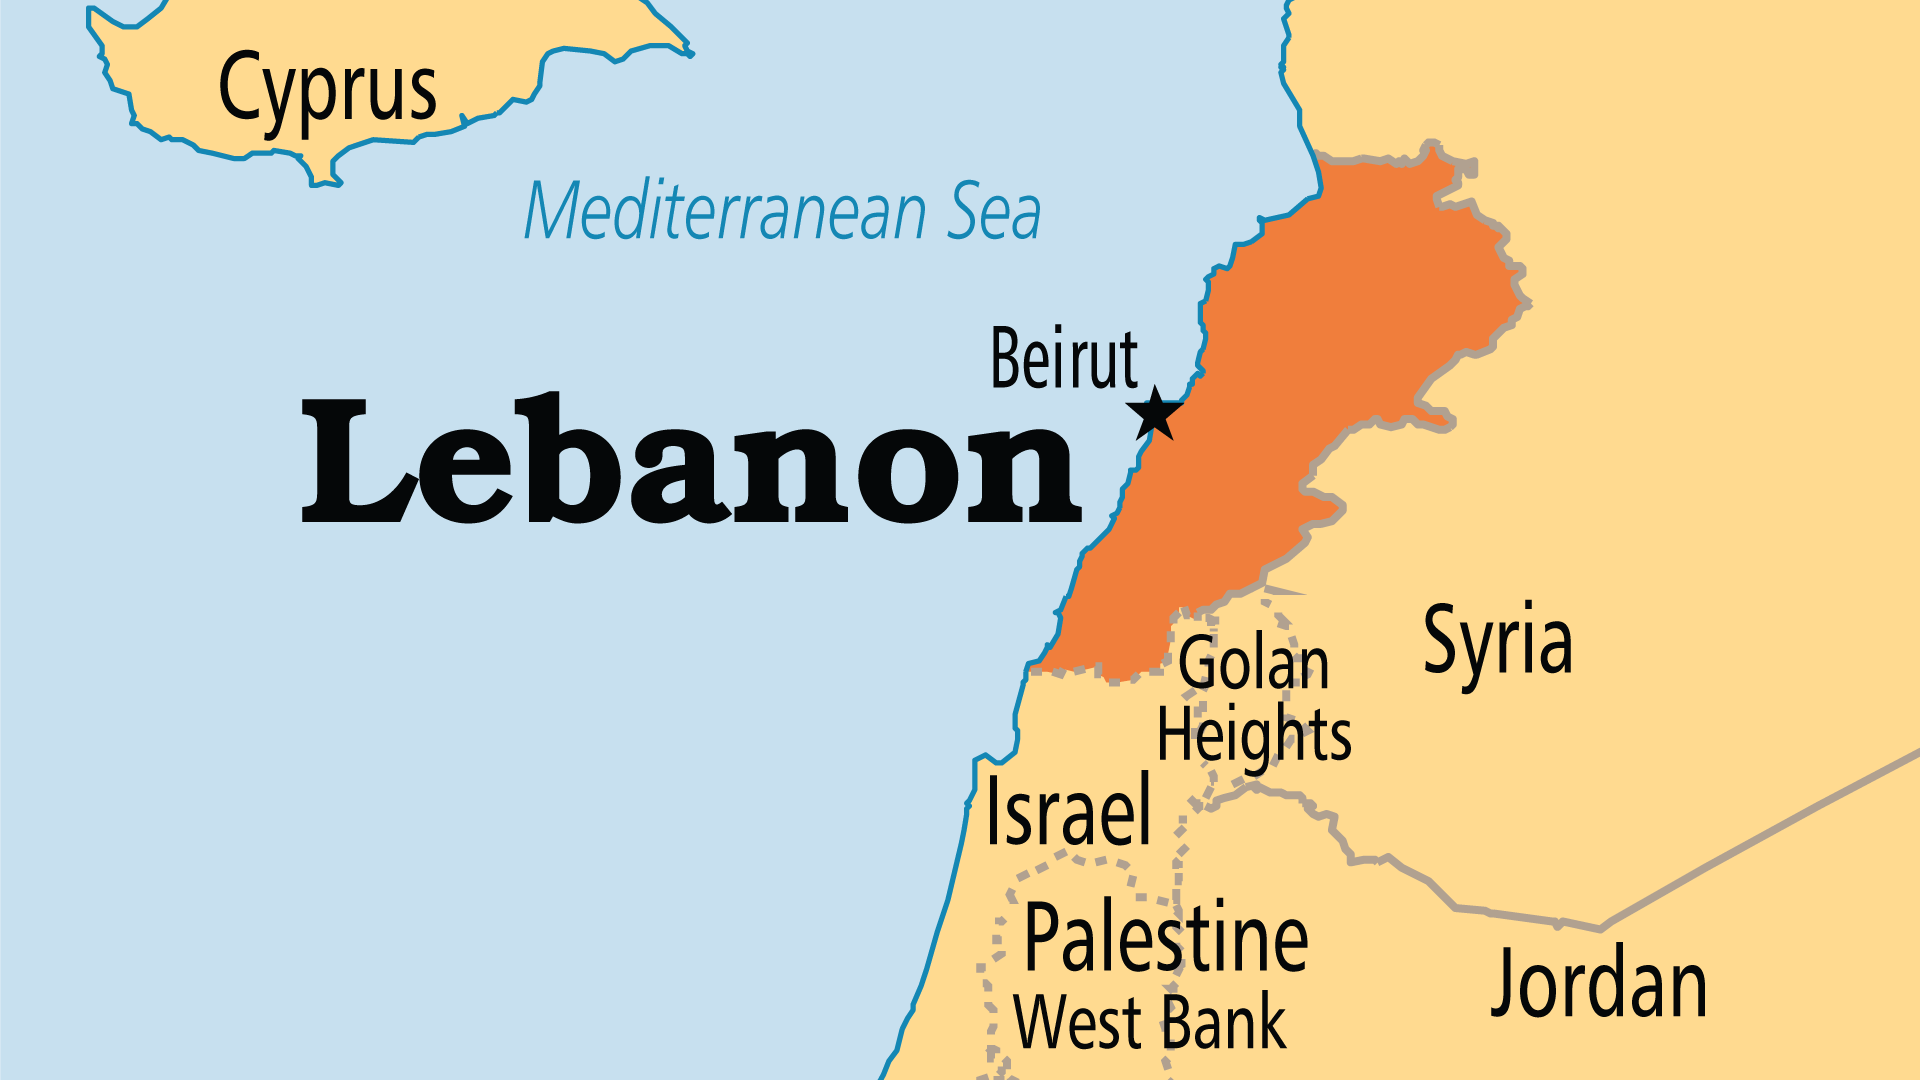 Cyprus
Mediterranean Sea
Beirut
Lebanon
Golan
Heights
Syria
Israel
Palestine
West Bank
Jordan